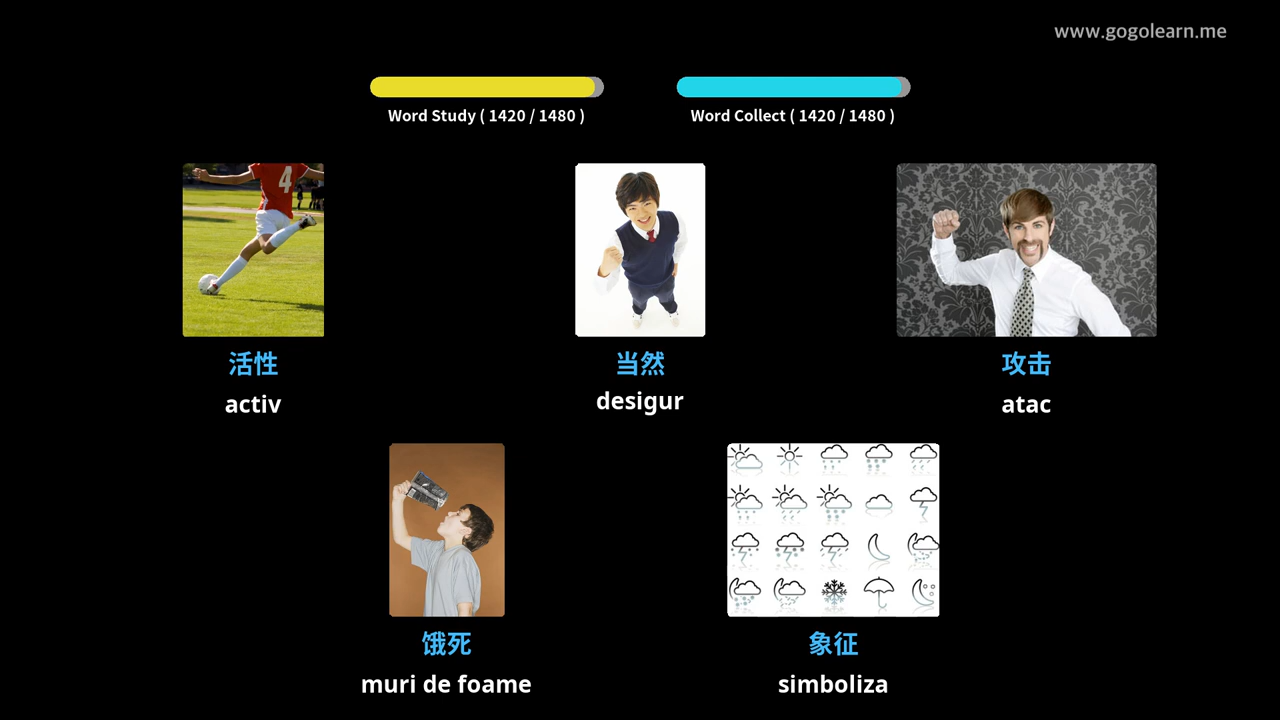 www.gogolearn.me
Word Study ( 1420 / 1480 )
Word Collect ( 1420 / 1480 )
4
活性
activ
当然
desigur
攻击
atac
饿死
muri de foame
象征
simboliza